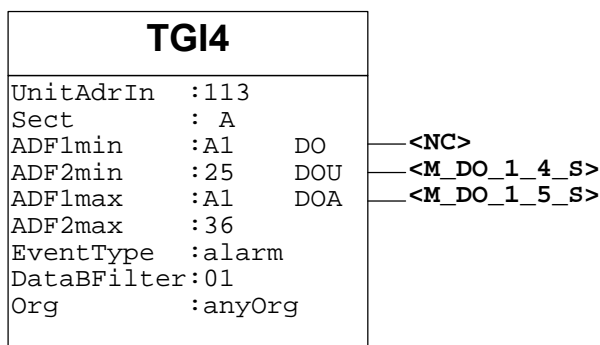 TGI4
UnitAdrIn :113
Sect : A
ADF1min :A1 DO <NC>
ADF2min :25 DOU <M_DO_1_4_S>
ADF1max :A1 DOA <M_DO_1_5_S>
ADF2max :36
EventType :alarm
DataBFilter:01
Org :anyOrg